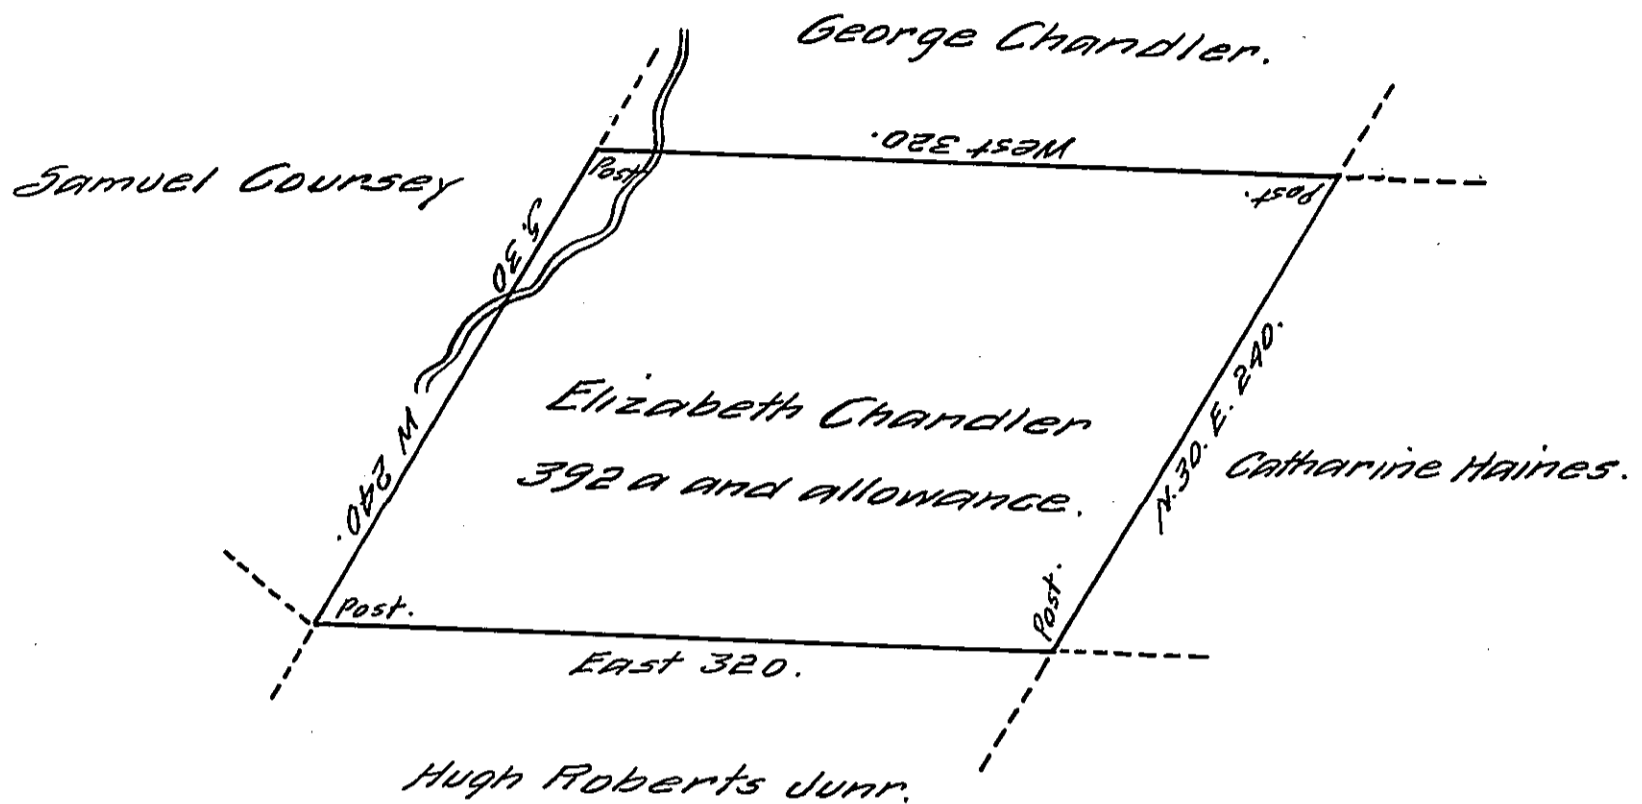 George Chandler.
West 320.
Samuel Coursey
Post
Post.
S. 30
W 240.
Elizabeth Chandler
392 a and allowance.
N. 30. E. 240.
Catharine Haines.
Post.
Post.
East 320.
Hugh Roberts Junr.